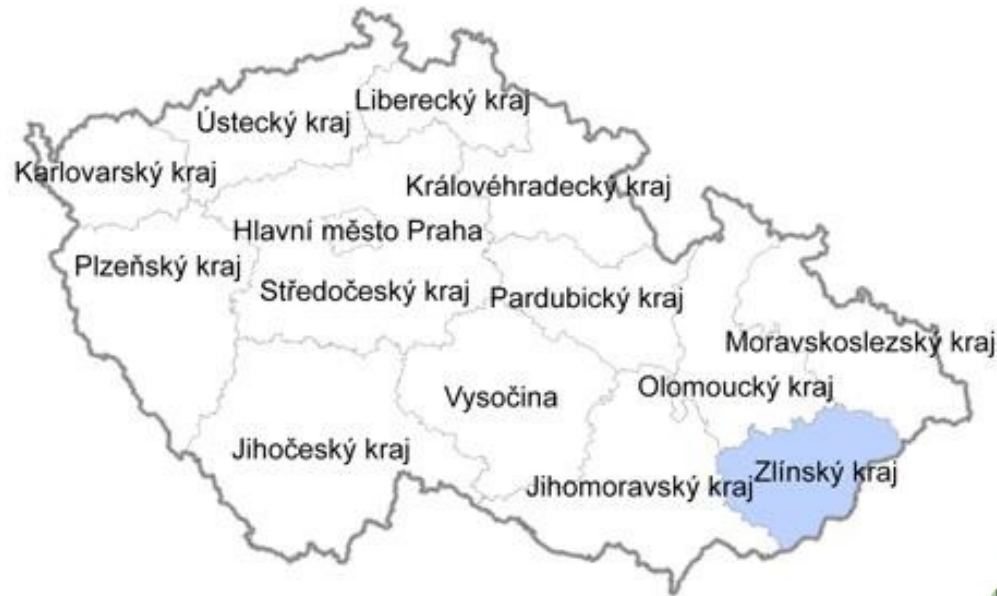 Liberecký kraj
Ústecký kraj
Karlovarský kraj
Královéhradecký kraj
Hlavní město Praha
Plzeňský kraj
Středočeský kraj
Pardubický kraj
Moravskoslezský kraj
Olomoucký kraj
Vysočina
Jihočeský kraj
Zlínský kraj
Jihomoravský kraj